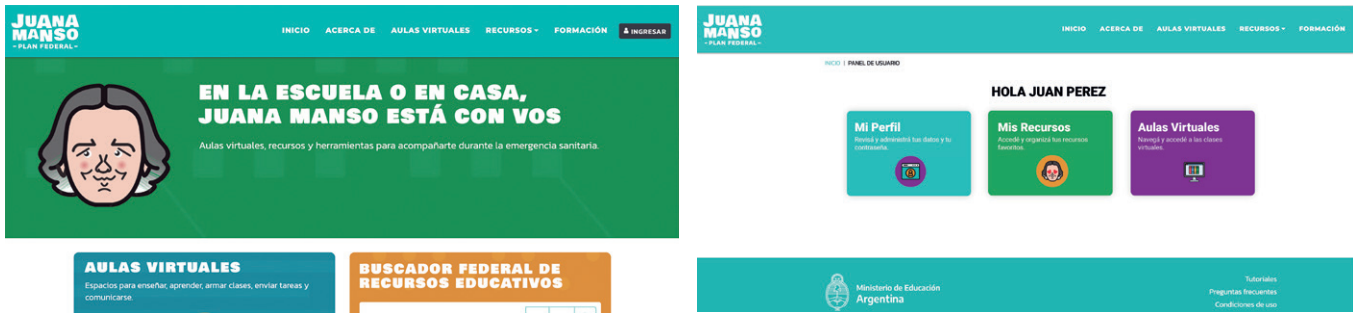 JUANA
MANSO
- PLAN FEDERAL -
INICIO ACERCA DE AULAS VIRTUALES RECURSOS FORMACIÓN INGRESAR
EN LA ESCUELA O EN CASA,
JUANA MANSO ESTÁ CON VOS
Aulas virtuales, recursos y herramientas para acompañarte durante la emergencia sanitaria.
AULAS VIRTUALES
Espacios para enseñar, aprender, armar clases, enviar tareas y
comunicarse.
BUSCADOR FEDERAL DE
RECURSOS EDUCATIVOS
JUANA
MANSO
- PLAN FEDERAL -
INICIO ACERCA DE AULAS VIRTUALES RECURSOS FORMACIÓN
INICIO | PANEL DE USUARIO
HOLA JUAN PEREZ
Mi Perfil
Revisá y administrá tus datos y tu
contraseña.
Mis Recursos
Accedé y organizá tus recursos
favoritos.
Aulas Virtuales
Navegá y accedé a las clases
virtuales.
Ministerio de Educación
Argentina
Tutoriales
Preguntas frecuentes
Condiciones de uso